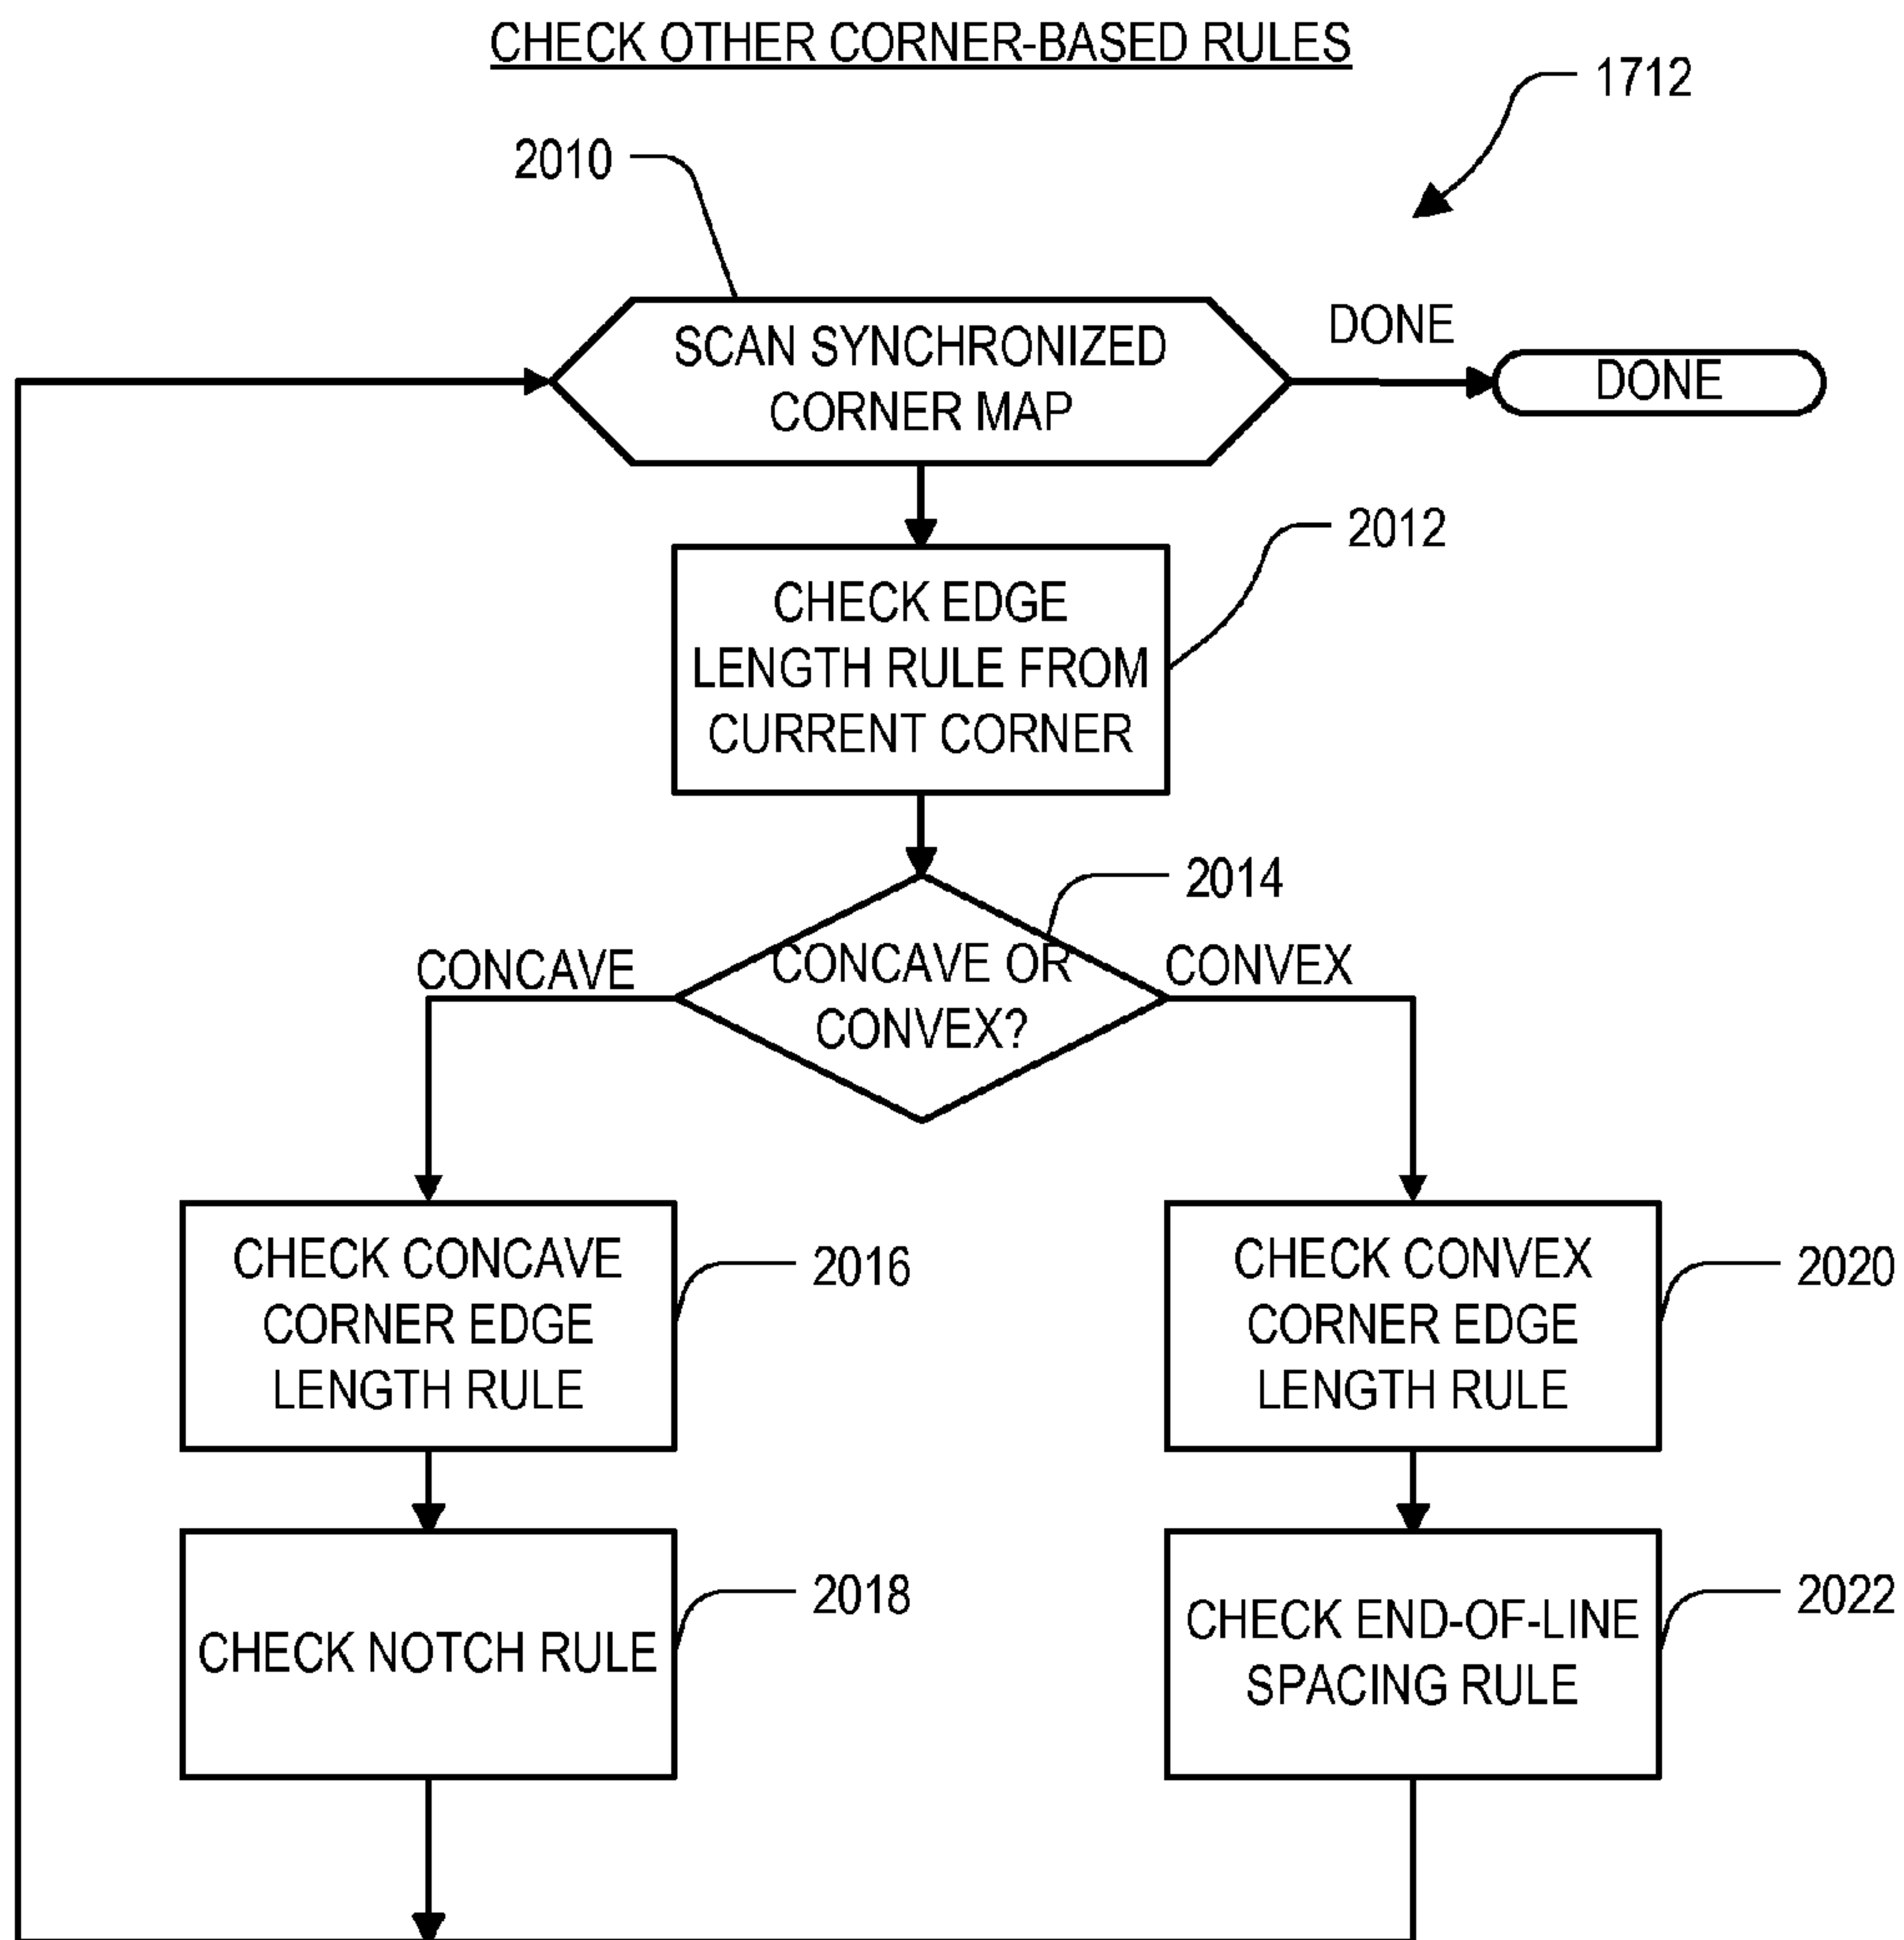 CHECK OTHER CORNER-BASED RULES
1712
2010
SCAN SYNCHRONIZED
CORNER MAP
DONE
DONE
2012
CHECK EDGE
LENGTH RULE FROM
CURRENT CORNER
2014
CONCAVE
CONCAVE OR
CONVEX?
CONVEX
CHECK CONCAVE
CORNER EDGE
LENGTH RULE
2016
CHECK CONVEX
CORNER EDGE
LENGTH RULE
2020
CHECK NOTCH RULE
2018
CHECK END-OF-LINE
SPACING RULE
2022